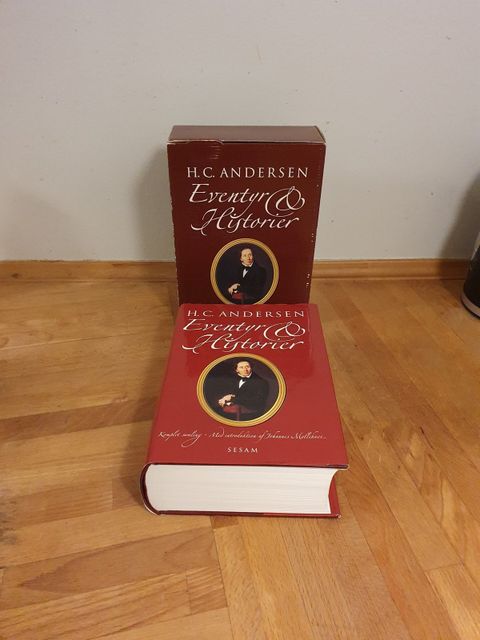 H.C. ANDERSEN
Eventyr &
Historier
H.C. ANDERSEN
Eventyr &
Historier
Komplet samling - Med introduktion af Johannes Møllehave
SESAM